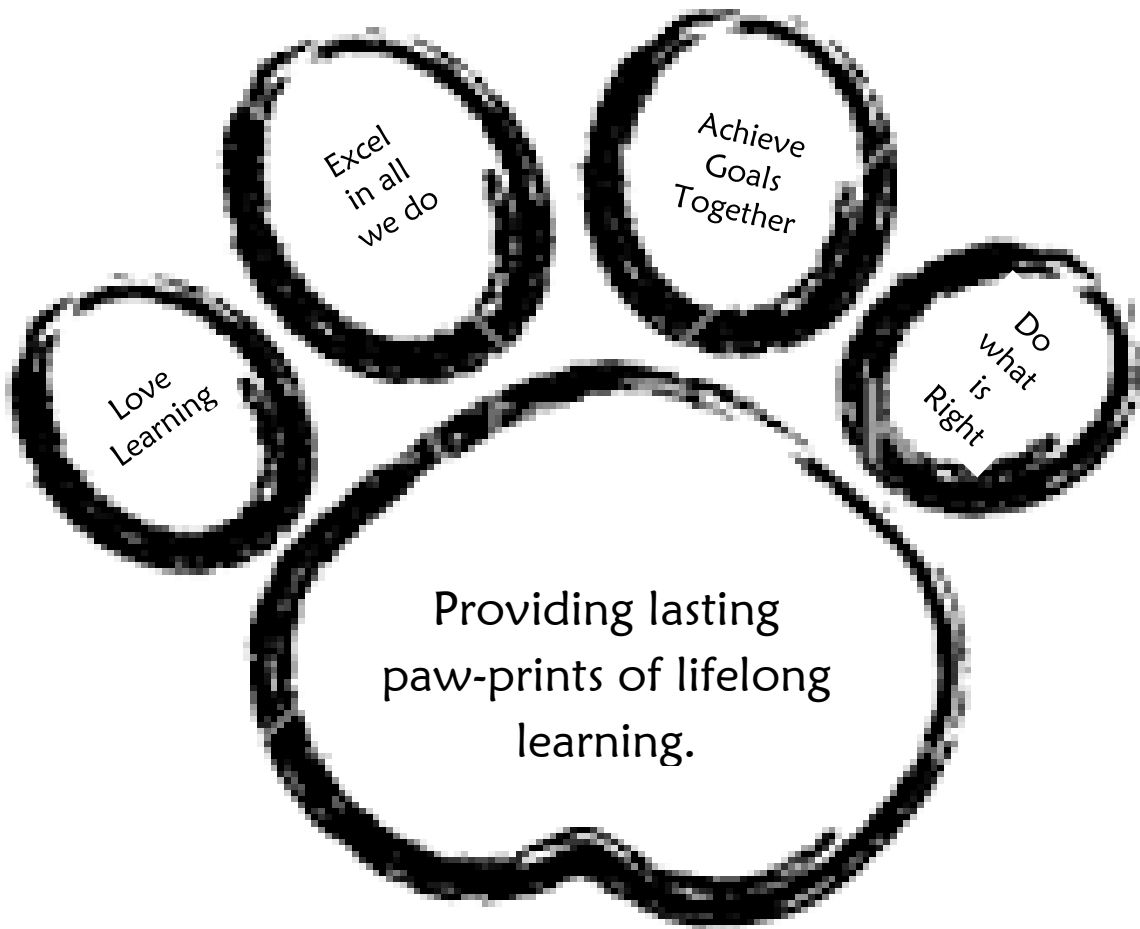 Love
Learning
Excel
in all
we do
Achieve
Goals
Together
Do
what
is
Right
Providing lasting
paw-prints of lifelong
learning.